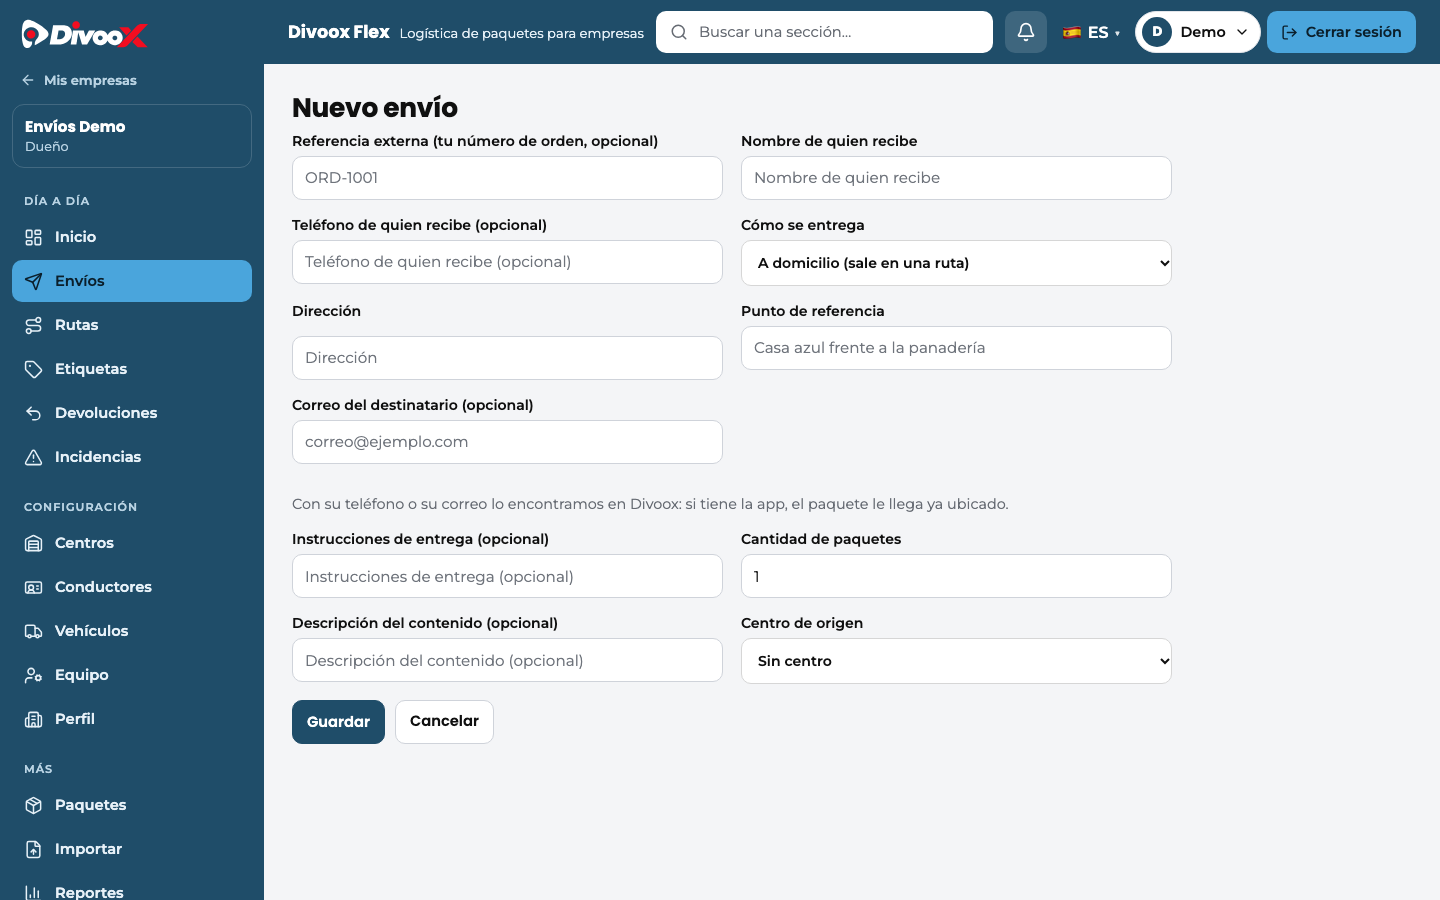 DivooX
Divoox Flex
Logística de paquetes para empresas
Buscar una sección...
ES
D
Demo
Cerrar sesión
Mis empresas
Envíos Demo
Dueño
DÍA A DÍA
Inicio
Envíos
Rutas
Etiquetas
Devoluciones
Incidencias
CONFIGURACIÓN
Centros
Conductores
Vehículos
Equipo
Perfil
MÁS
Paquetes
Importar
Reportes
Nuevo envío
Referencia externa (tu número de orden, opcional)
ORD-1001
Nombre de quien recibe
Nombre de quien recibe
Teléfono de quien recibe (opcional)
Teléfono de quien recibe (opcional)
Cómo se entrega
A domicilio (sale en una ruta)
Dirección
Dirección
Punto de referencia
Casa azul frente a la panadería
Correo del destinatario (opcional)
correo@ejemplo.com
Con su teléfono o su correo lo encontramos en Divoox: si tiene la app, el paquete le llega ya ubicado.
Instrucciones de entrega (opcional)
Instrucciones de entrega (opcional)
Cantidad de paquetes
1
Descripción del contenido (opcional)
Descripción del contenido (opcional)
Centro de origen
Sin centro
Guardar
Cancelar